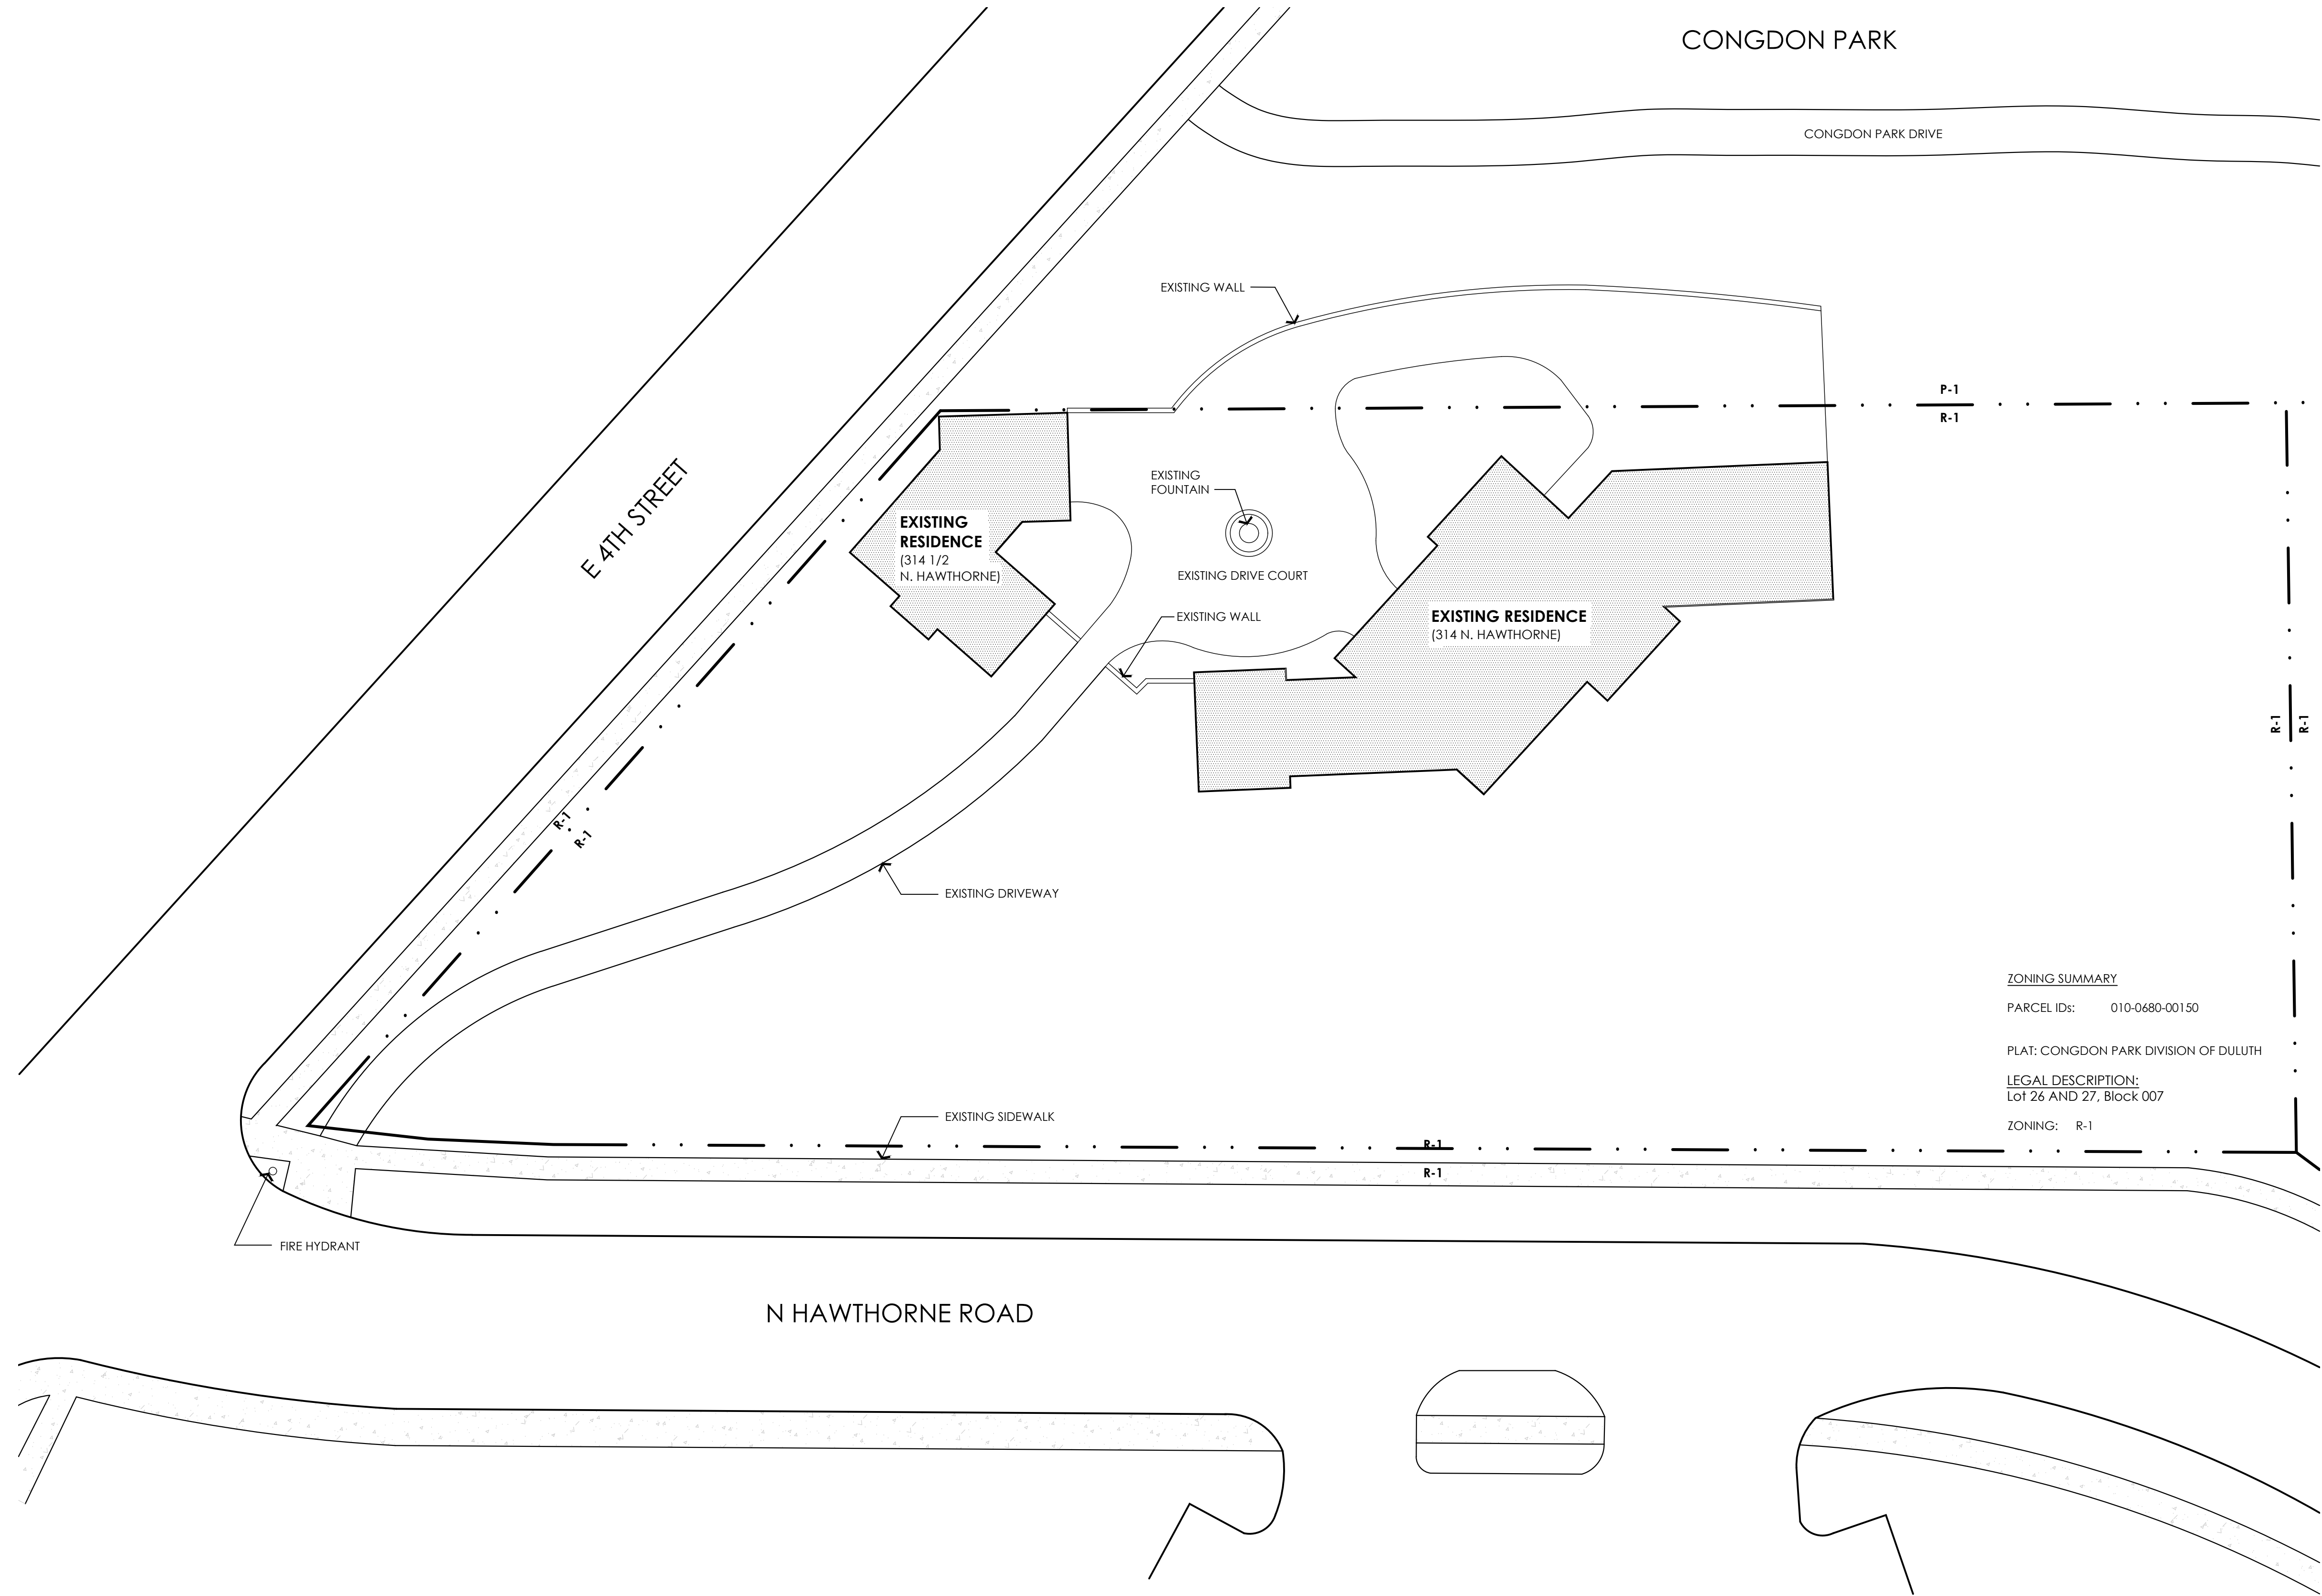 CONGDON PARK
CONGDON PARK DRIVE
EXISTING WALL
P-1
R-1
E 4TH STREET
EXISTING
FOUNTAIN
EXISTING
RESIDENCE
(314 1/2
N. HAWTHORNE)
EXISTING DRIVE COURT
EXISTING WALL
EXISTING RESIDENCE
(314 N. HAWTHORNE)
R-1
R-1
R-1
R-1
EXISTING DRIVEWAY
ZONING SUMMARY
PARCEL IDs: 010-0680-00150
PLAT: CONGDON PARK DIVISION OF DULUTH
LEGAL DESCRIPTION:
Lot 26 AND 27, Block 007
ZONING: R-1
EXISTING SIDEWALK
R-1
R-1
FIRE HYDRANT
N HAWTHORNE ROAD